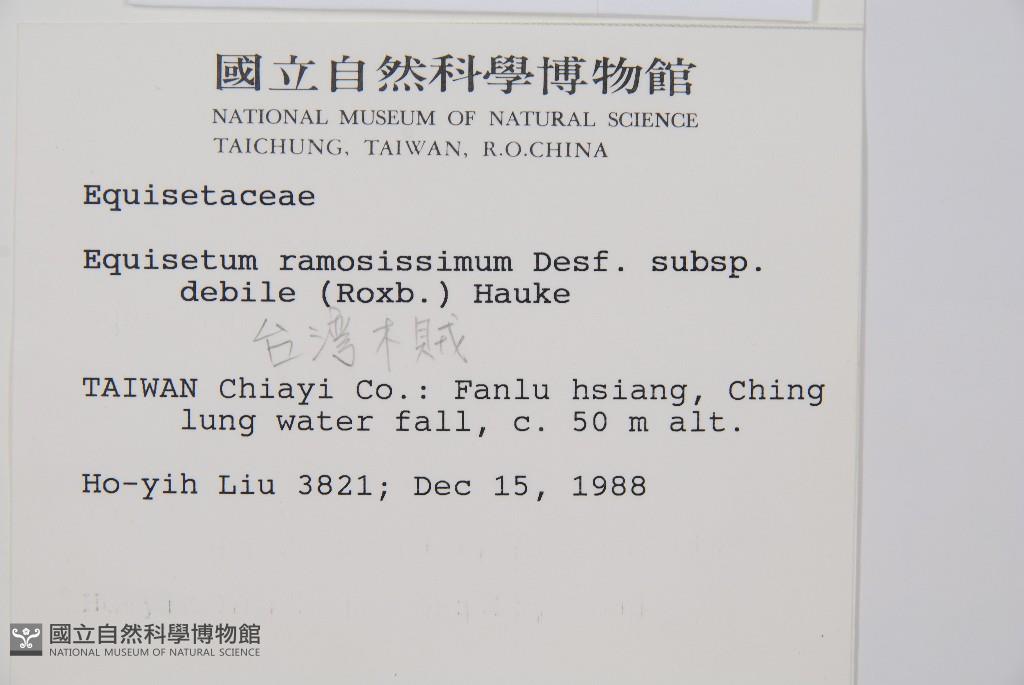 國立自然科學博物館
NATIONAL MUSEUM OF NATURAL SCIENCE
TAICHUNG, TAIWAN, R.O.CHINA
Equisetaceae
Equisetum ramosissimum Desf. subsp.
debile (Roxb.) Hauke
台湾木賊
TAIWAN Chiayi Co.: Fanlu hsiang, Ching
lung water fall, c. 50 m alt.
Ho-yih Liu 3821; Dec 15, 1988
國立自然科學博物館
NATIONAL MUSEUM OF NATURAL SCIENCE